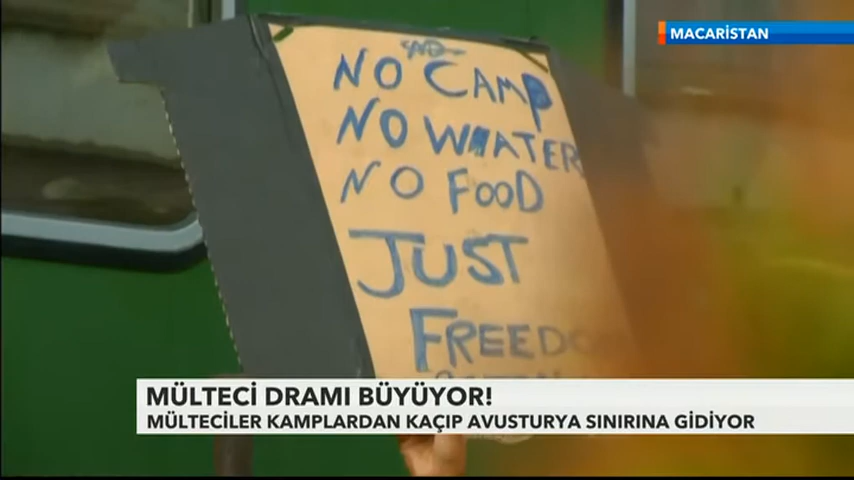 MACARİSTAN
NO CAMP
NO WHATER
NO FOOD
JUST
FREEDO
MÜLTECİ DRAMI BÜYÜYOR!
MÜLTECİLER KAMPLARDAN KAÇIP AVUSTURYA SINIRINA GİDİYOR